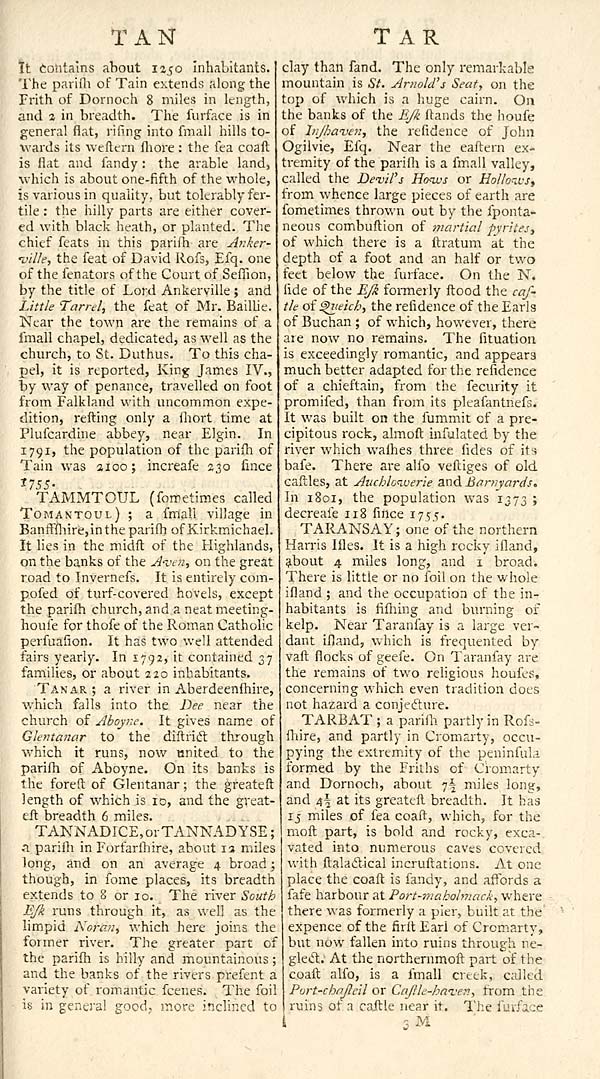 TAN
It contains about 1250 inhabitants.
The pariſh of Tain extends along the
Frith of Dornoch 8 miles in length,
and 2 in breadth. The ſurface is in
general flat, riſing into ſmall hills to-
wards its weſtern ſhore: the ſea coaſt
is flat and ſandy: the arable land,
which is about one-fifth of the whole,
is various in quality, but tolerably fer-
tile: the hilly parts are either cover-
ed with black heath, or planted. The
chief ſeats in this pariſh are Anker-
ville, the ſeat of David Roſs, Eſq. one
of the ſenators of the Court of Seſſion,
by the title of Lord Ankerville; and
Little Tarrel, the ſeat of Mr. Baillie.
Near the town are the remains of a
ſmall chapel, dedicated, as well as the
church, to St. Duthus. To this cha-
pel, it is reported, King James IV.,
by way of penance, travelled on foot
from Falkland with uncommon expe-
dition, reſting only a ſhort time at
Pluſcardine abbey, near Elgin. In
1791, the population of the pariſh of
Tain was 2100; increaſe 230 ſince
1755.
TAMMTOUL (ſometimes called
TOMANTOUL); a ſmall village in
Banffſhire, in the pariſh of Kirkmichael.
It lies in the midſt of the Highlands,
on the banks of the Aven, on the great
road to Inverneſs. It is entirely com-
poſed of turf-covered hovels, except
the pariſh church, and a neat meeting-
houſe for thoſe of the Roman Catholic
perſuaſion. It has two well attended
fairs yearly. In 1792, it contained 37
families, or about 220 inhabitants.
TANAR; a river in Aberdeenſhire,
which falls into the Dee near the
church of Aboyne. It gives name of
Glentanar to the diſtrict through
which it runs, now united to the
pariſh of Aboyne. On its banks is
the foreſt of Glentanar; the greateſt
length of which is 10, and the great-
eſt breadth 6 miles.
TANNADICE, or TANNADYSE;
a pariſh in Forfarſhire, about 12 miles
long, and on an average 4 broad;
though, in ſome places, its breadth
extends to 8 or 10. The river South
Eſk runs through it, as well as the
limpid Noran, which here joins the
former river. The greater part of
the pariſh is hilly and mountainous;
and the banks of the rivers preſent a
variety of romantic ſcenes. The ſoil
is in general good, more inclined to
TAR
clay than ſand. The only remarkable
mountain is St. Arnold's Seat, on the
top of which is a huge cairn. On
the banks of the Eſk ſtands the houſe
of Inſhaven, the reſidence of John
Ogilvie, Eſq. Near the eaſtern ex-
tremity of the pariſh is a ſmall valley,
called the Devil's Hows or Hollows,
from whence large pieces of earth are
ſometimes thrown out by the ſponta-
neous combuſtion of martial pyrites,
of which there is a ſtratum at the
depth of a foot and an half or two
feet below the ſurface. On the N.
ſide of the Eſk formerly ſtood the caſ-
tle of Queich, the reſidence of the Earls
of Buchan; of which, however, there
are now no remains. The ſituation
is exceedingly romantic, and appears
much better adapted for the reſidence
of a chieftain, from the ſecurity it
promiſed, than from its pleaſantneſs.
It was built on the ſummit of a pre-
cipitous rock, almoſt inſulated by the
river which waſhes three ſides of its
baſe. There are alſo veſtiges of old
caſtles, at Auchlowerie and Barnyards.
In 1801, the population was 1373;
decreaſe 118 ſince 1755.
TARANSAY; one of the northern
Harris Iſles. It is a high rocky iſland,
about 4 miles long, and 1 broad.
There is little or no ſoil on the whole
iſland; and the occupation of the in-
habitants is fiſhing and burning of
kelp. Near Taranſay is a large ver-
dant iſland, which is frequented by
vaſt flocks of geeſe. On Taranſay are
the remains of two religious houſes,
concerning which even tradition does
not hazard a conjecture.
TARBAT; a pariſh partly in Roſs-
ſhire, and partly in Cromarty, occu-
pying the extremity of the peninſula
formed by the Friths of Cromarty
and Dornoch, about 7½ miles long,
and 4½ at its greateſt breadth. It has
15 miles of ſea coaſt, which, for the
moſt part, is bold and rocky, exca-
vated into numerous caves covered
with ſtalactical incruſtations. At one
place the coaſt is ſandy, and affords a
ſafe harbour at Port-maholmack, where
there was formerly a pier, built at the
expence of the firſt Earl of Cromarty,
but now fallen into ruins through ne-
glect. At the northernmoſt part of the
coaſt alſo, is a ſmall creek, called
Port-chaſleil or Caſtle-haven, from the
ruins of a caſtle near it. The ſurface
3 M